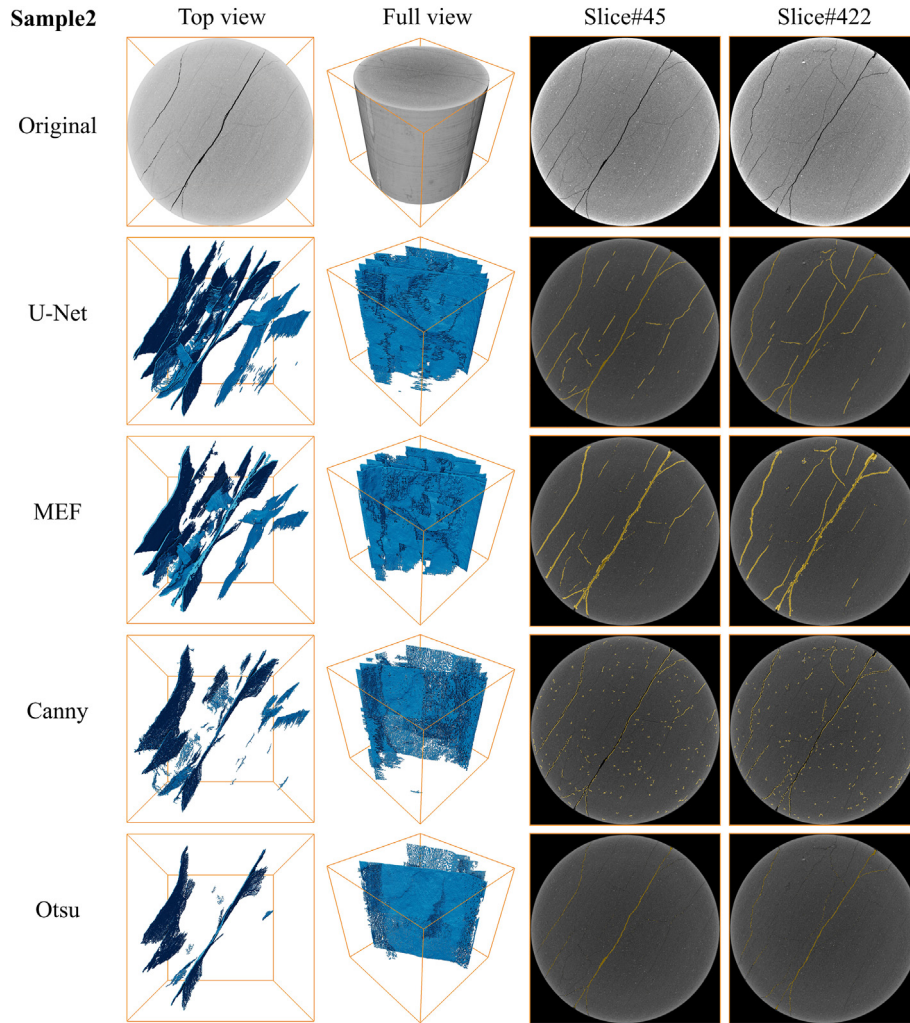 Sample2 Top view Full view Slice#45 Slice#422
Original
U-Net
MEF
Canny
Otsu